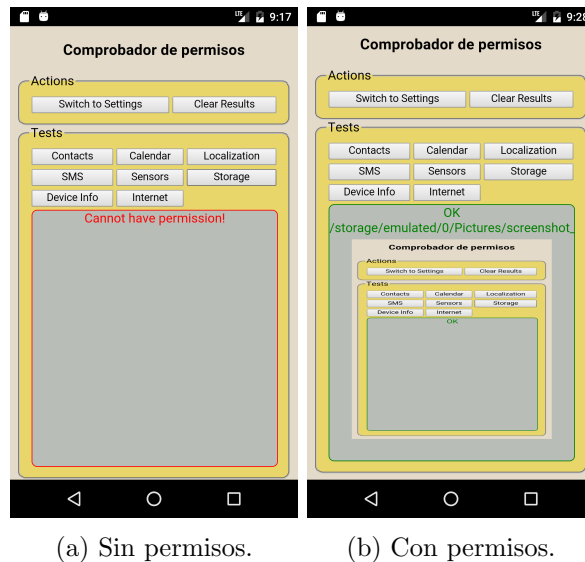 LTE 9:17
Comprobador de permisos
Actions
Switch to Settings Clear Results
Tests
Contacts Calendar Localization
SMS Sensors Storage
Device Info Internet
Cannot have permission!
(a) Sin permisos.
LTE 9:28
Comprobador de permisos
Actions
Switch to Settings Clear Results
Tests
Contacts Calendar Localization
SMS Sensors Storage
Device Info Internet
OK
/storage/emulated/0/Pictures/screenshot_
Comprobador de permisos
Actions
Switch to Settings Clear Results
Tests
Contacts Calendar Localization
SMS Sensors Storage
Device Info Internet
OK
(b) Con permisos.